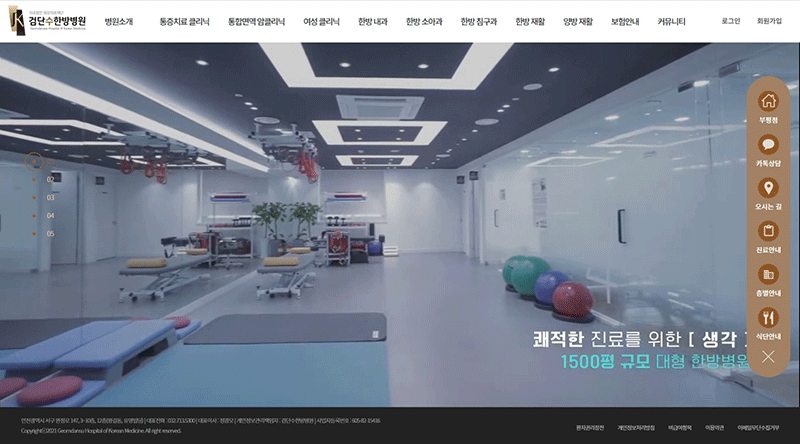 검단수한방병원
병원소개 통증치료 클리닉 통합면역 암클리닉 여성 클리닉 한방 내과 한방 소아과 한방 침구과 한방 재활 양방 재활 보험안내 커뮤니티 로그인 회원가입
02
03
04
05
부평점
카톡상담
오시는 길
진료안내
층별안내
식단안내
쾌적한 진료를 위한 [ 생각 ]
1500평 규모 대형 한방병원
Copyright ⓒ 2021 Geomdansu Hospital of Korean Medicine. All right reserved.
환자권리장전 개인정보처리방침 비급여항목 이용약관 이메일무단수집거부